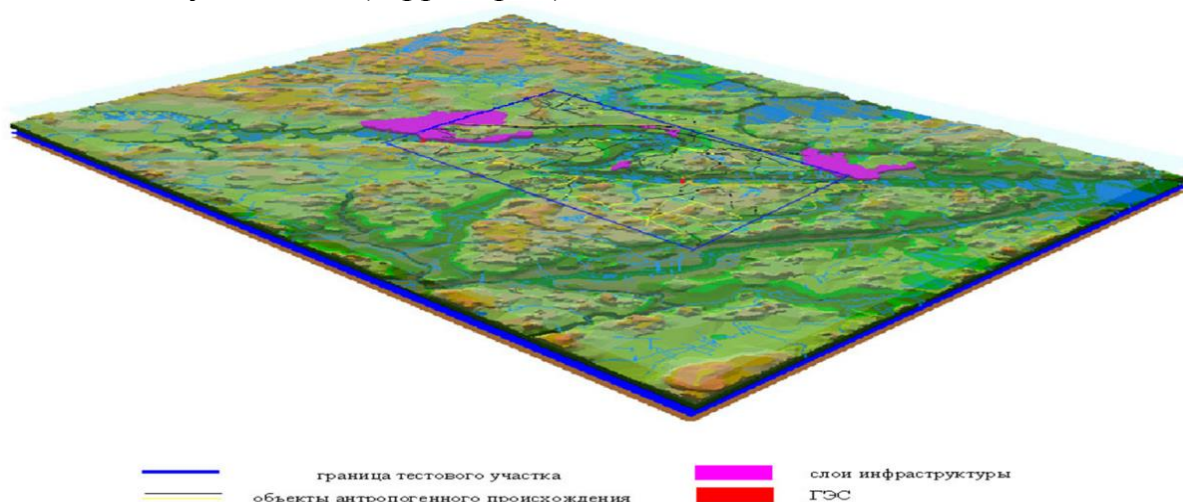 граница тестового участка
слои инфраструктуры
объекты антропогенного происхождения
ГЭС